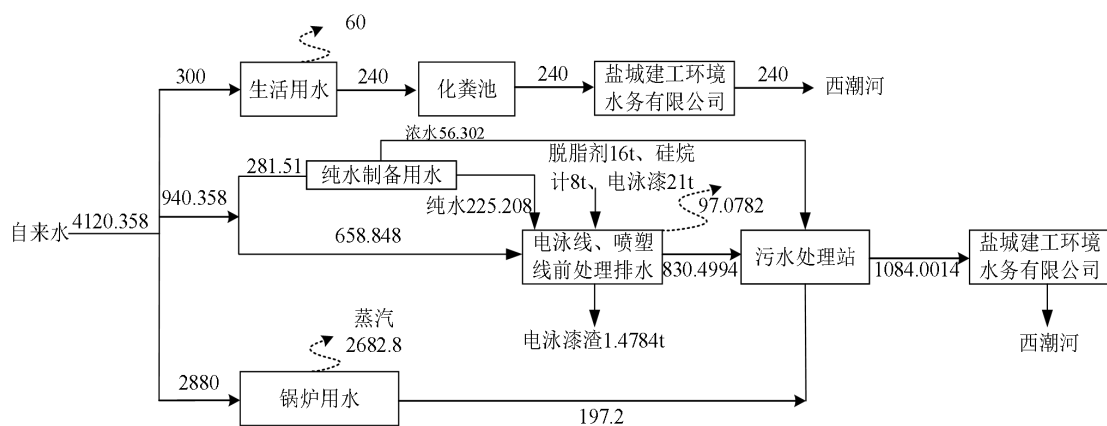 60
300
生活用水
240
化粪池
240
盐城建工环境
水务有限公司
240
西潮河
浓水56.302
281.51
纯水制备用水
脱脂剂16t、硅烷
计8t、电泳漆21t
940.358
纯水225.208
97.0782
自来水
4120.358
658.848
电泳线、喷塑
线前处理排水
830.4994
污水处理站
1084.0014
盐城建工环境
水务有限公司
电泳漆渣1.4784t
西潮河
蒸汽
2682.8
2880
锅炉用水
197.2